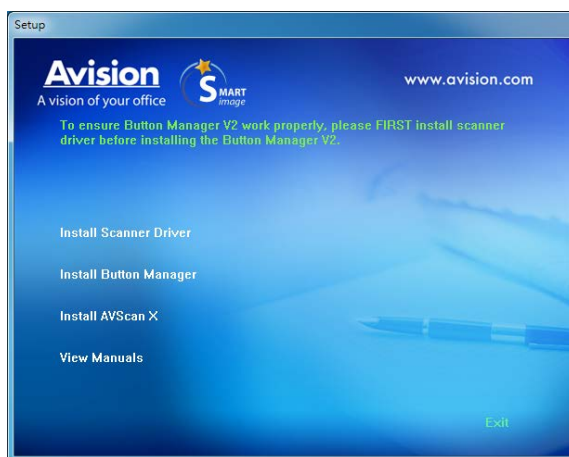 Setup
Avision
A vision of your office
SMART
image
www.avision.com
To ensure Button Manager V2 work properly, please FIRST install scanner
driver before installing the Button Manager V2.
Install Scanner Driver
Install Button Manager
Install AVScan X
View Manuals
Exit